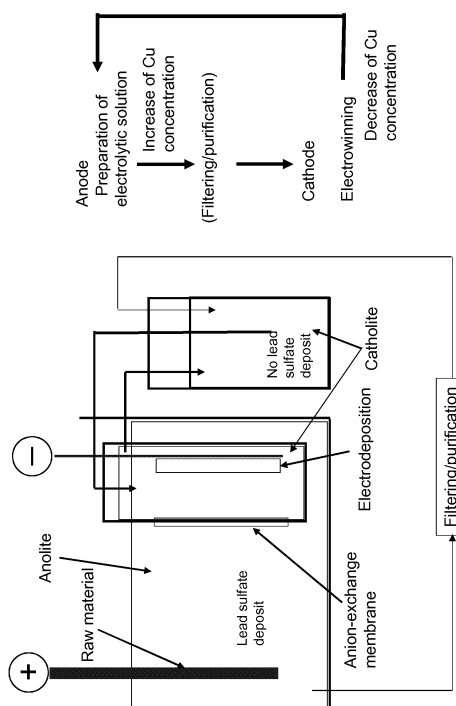 Anode
Preparation of
electrolytic solution
Increase of Cu
concentration
(Filtering/purification)
Cathode
Electrowinning
Decrease of Cu
concentration
+
−
Raw material
Anolite
Lead sulfate
deposit
Anion-exchange
membrane
Electrodeposition
Catholite
No lead
sulfate
deposit
Filtering/purification